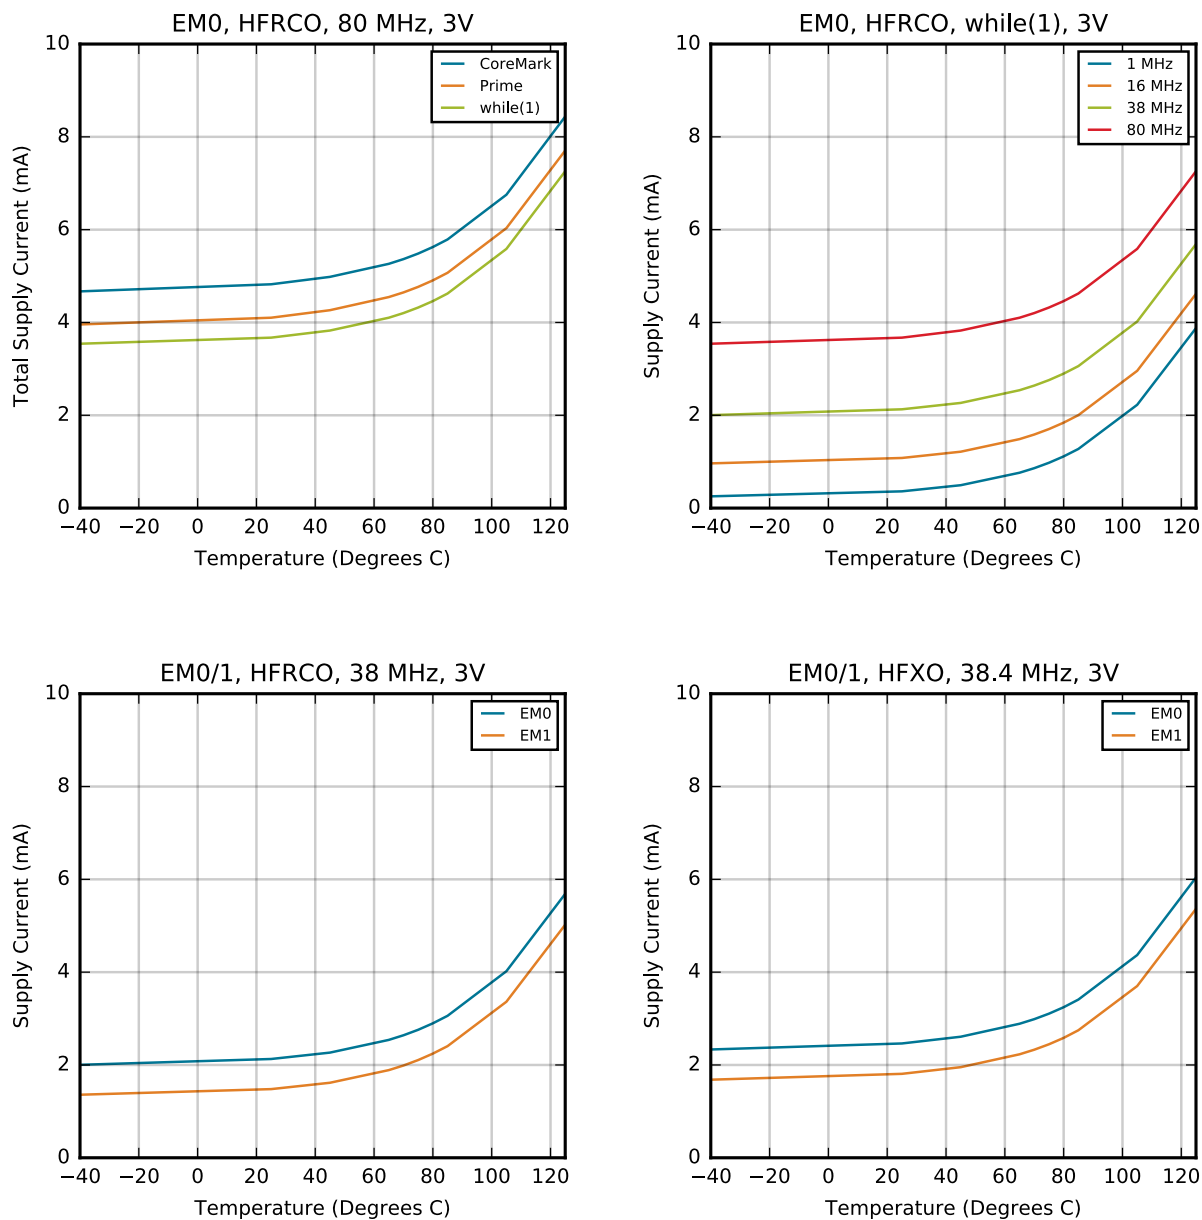 EM0, HFRCO, 80 MHz, 3V
CoreMark
Prime
while(1)
Total Supply Current (mA)
10
8
6
4
2
0
−40 −20 0 20 40 60 80 100 120
Temperature (Degrees C)
EM0, HFRCO, while(1), 3V
1 MHz
16 MHz
38 MHz
80 MHz
Supply Current (mA)
10
8
6
4
2
0
−40 −20 0 20 40 60 80 100 120
Temperature (Degrees C)
EM0/1, HFRCO, 38 MHz, 3V
EM0
EM1
Supply Current (mA)
10
8
6
4
2
0
−40 −20 0 20 40 60 80 100 120
Temperature (Degrees C)
EM0/1, HFXO, 38.4 MHz, 3V
EM0
EM1
Supply Current (mA)
10
8
6
4
2
0
−40 −20 0 20 40 60 80 100 120
Temperature (Degrees C)